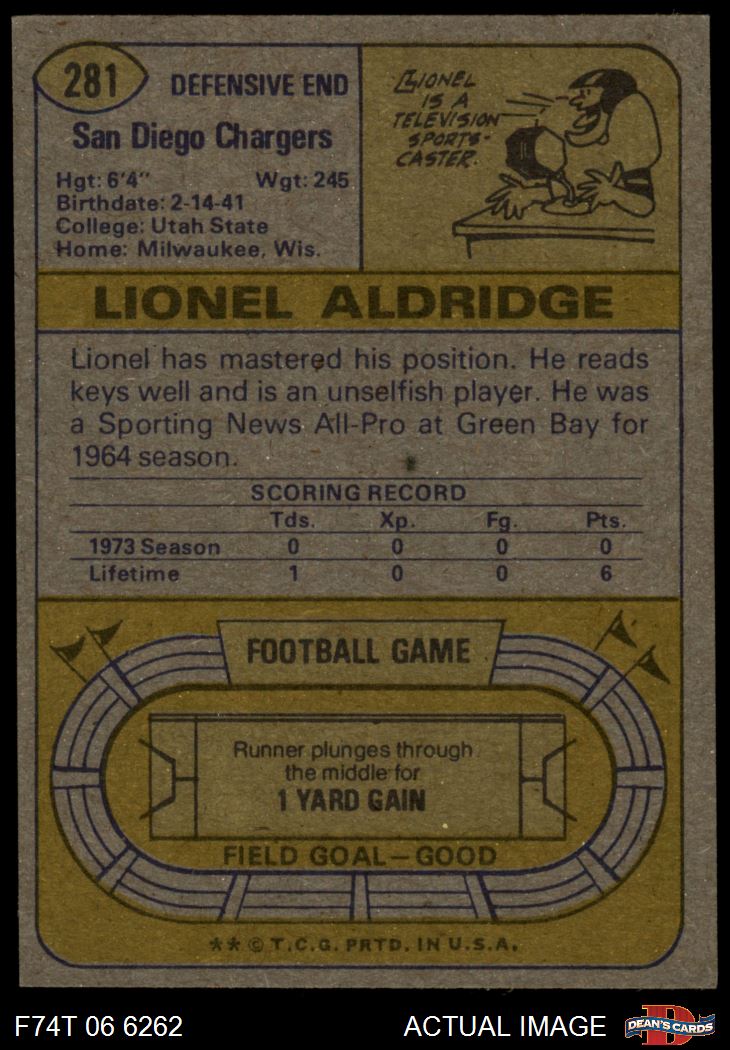 281
DEFENSIVE END
San Diego Chargers
Hgt: 6'4" Wgt: 245
Birthdate: 2-14-41
College: Utah State
Home: Milwaukee, Wis.
LIONEL
IS A
TELEVISION
SPORTS-
CASTER.
LIONEL ALDRIDGE
Lionel has mastered his position. He reads
keys well and is an unselfish player. He was
a Sporting News All-Pro at Green Bay for
1964 season.
SCORING RECORD
Tds. Xp. Fg. Pts.
1973 Season 0 0 0 0
Lifetime 1 0 0 6
FOOTBALL GAME
Runner plunges through
the middle for
1 YARD GAIN
FIELD GOAL—GOOD
** © T.C.G. PRTD. IN U.S.A.
F74T 06 6262 ACTUAL IMAGE
D
DEAN'S CARDS